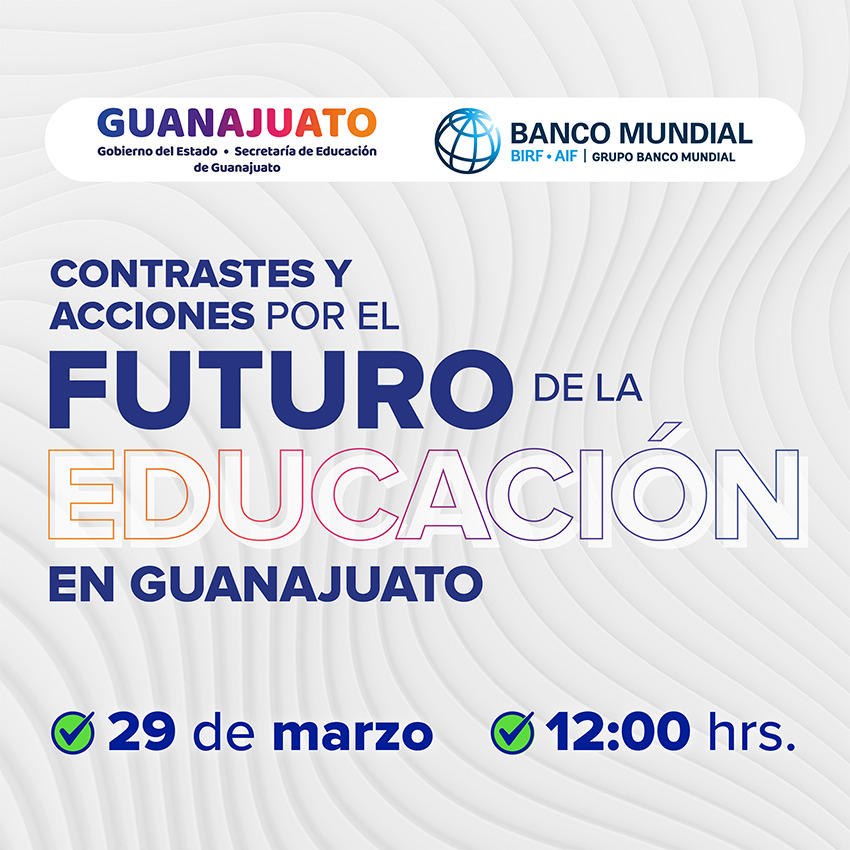 GUANAJUATO
Gobierno del Estado • Secretaría de Educación
de Guanajuato
BANCO MUNDIAL
BIRF • AIF | GRUPO BANCO MUNDIAL
CONTRASTES Y
ACCIONES POR EL
FUTURO DE LA
EDUCACIÓN
EN GUANAJUATO
29 de marzo
12:00 hrs.